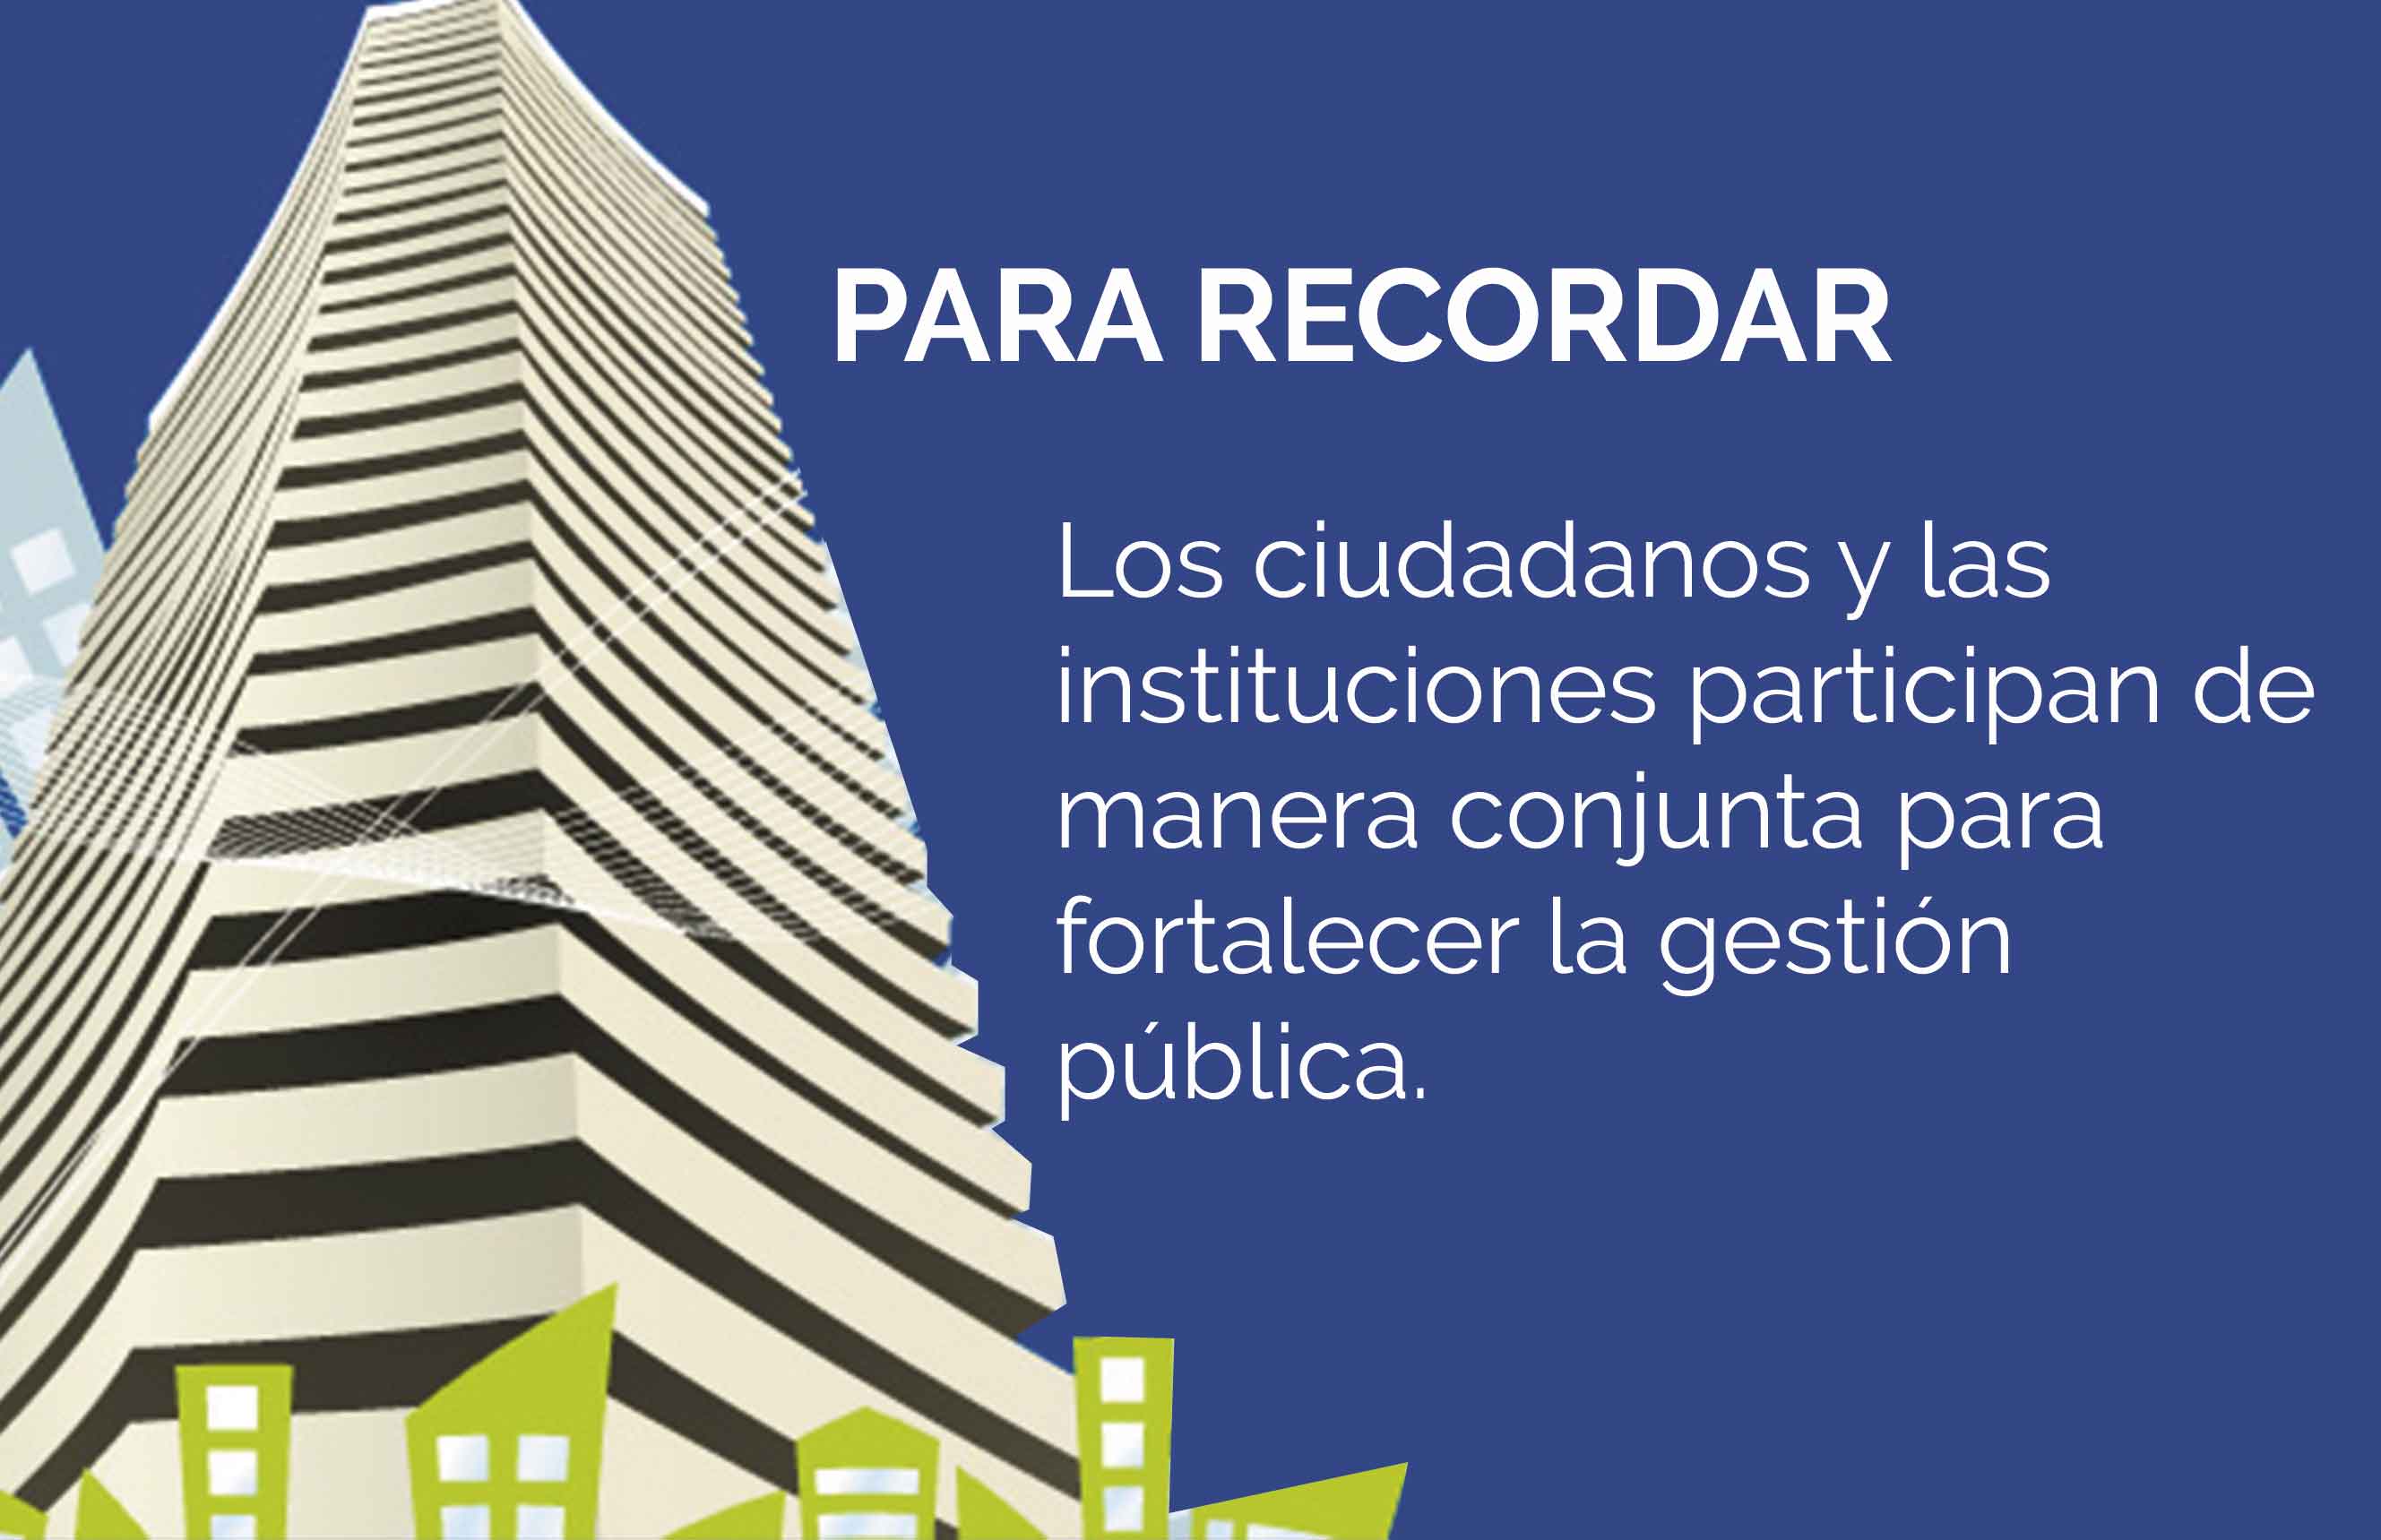 PARA RECORDAR
Los ciudadanos y las
instituciones participan de
manera conjunta para
fortalecer la gestión
pública.